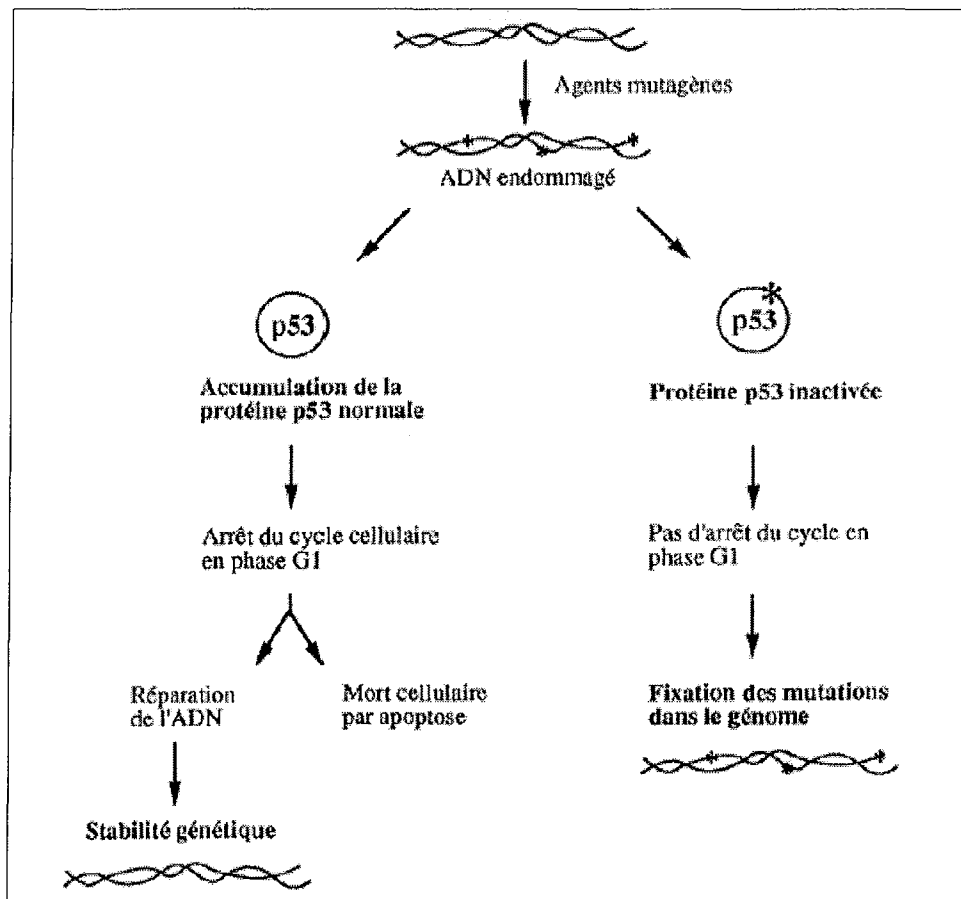 Agents mutagènes
ADN endommagé
p53
Accumulation de la
protéine p53 normale
Arrêt du cycle cellulaire
en phase G1
Réparation
de l'ADN
Mort cellulaire
par apoptose
Stabilité génétique
p53*
Protéine p53 inactivée
Pas d'arrêt du cycle en
phase G1
Fixation des mutations
dans le génome